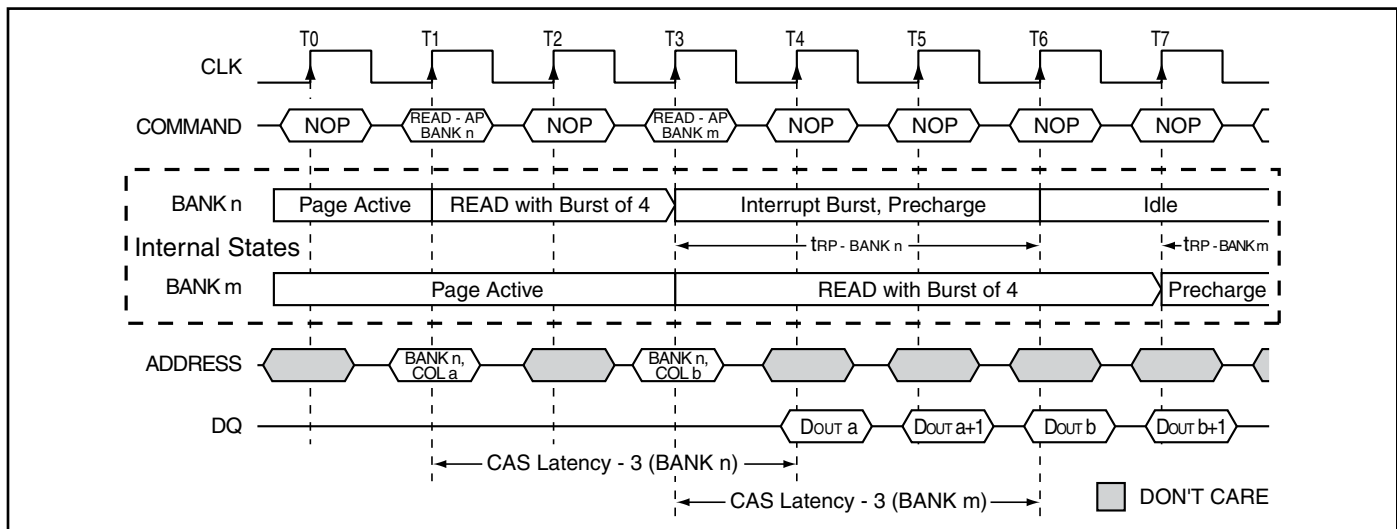 T0 T1 T2 T3 T4 T5 T6 T7
CLK
COMMAND NOP READ - AP BANK n NOP READ - AP BANK m NOP NOP NOP NOP
BANK n Page Active READ with Burst of 4 Interrupt Burst, Precharge Idle
Internal States tRP - BANK n tRP - BANK m
BANK m Page Active READ with Burst of 4 Precharge
ADDRESS BANK n, COL a BANK n, COL b
DQ DOUT a DOUT a+1 DOUT b DOUT b+1
CAS Latency - 3 (BANK n)
CAS Latency - 3 (BANK m) DON'T CARE